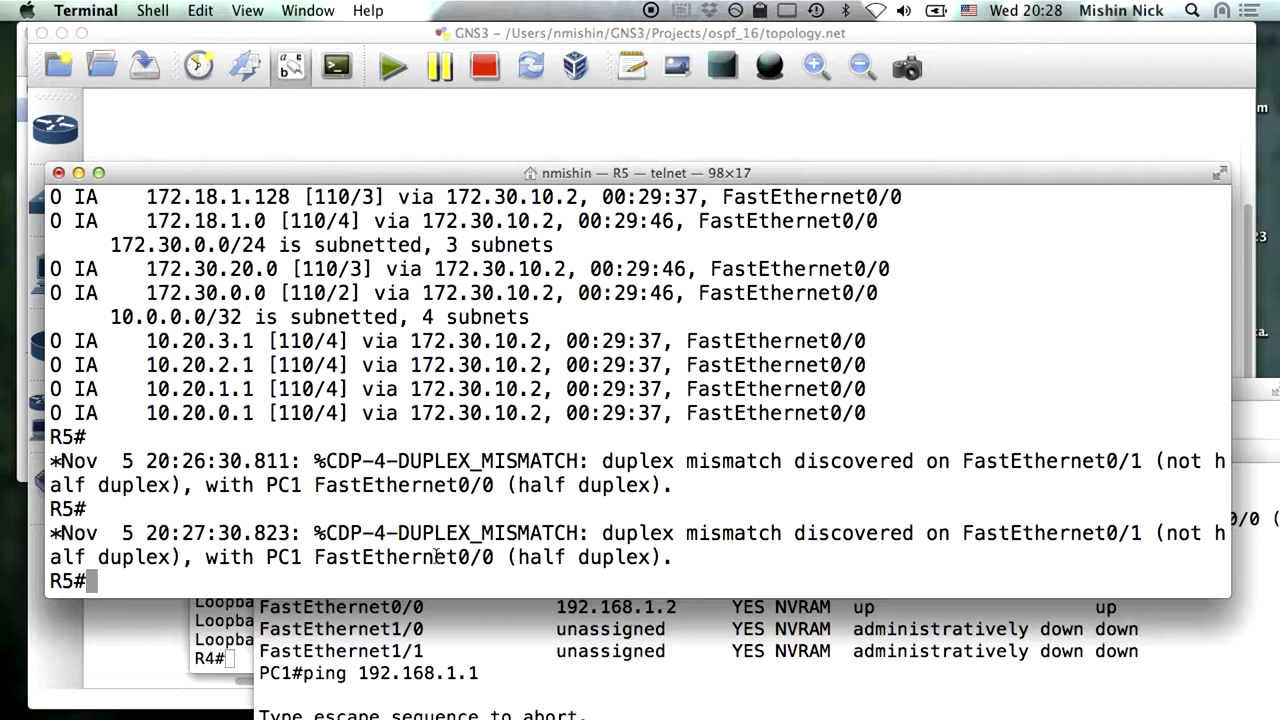 Terminal Shell Edit View Window Help Wed 20:28 Mishin Nick
GNS3 – /Users/nmishin/GNS3/Projects/ospf_16/topology.net
nmishin — R5 — telnet — 98×17
O IA 172.18.1.128 [110/3] via 172.30.10.2, 00:29:37, FastEthernet0/0
O IA 172.18.1.0 [110/4] via 172.30.10.2, 00:29:46, FastEthernet0/0
172.30.0.0/24 is subnetted, 3 subnets
O IA 172.30.20.0 [110/3] via 172.30.10.2, 00:29:46, FastEthernet0/0
O IA 172.30.0.0 [110/2] via 172.30.10.2, 00:29:46, FastEthernet0/0
10.0.0.0/32 is subnetted, 4 subnets
O IA 10.20.3.1 [110/4] via 172.30.10.2, 00:29:37, FastEthernet0/0
O IA 10.20.2.1 [110/4] via 172.30.10.2, 00:29:37, FastEthernet0/0
O IA 10.20.1.1 [110/4] via 172.30.10.2, 00:29:37, FastEthernet0/0
O IA 10.20.0.1 [110/4] via 172.30.10.2, 00:29:37, FastEthernet0/0
R5#
*Nov 5 20:26:30.811: %CDP-4-DUPLEX_MISMATCH: duplex mismatch discovered on FastEthernet0/1 (not h
alf duplex), with PC1 FastEthernet0/0 (half duplex).
R5#
*Nov 5 20:27:30.823: %CDP-4-DUPLEX_MISMATCH: duplex mismatch discovered on FastEthernet0/1 (not h
alf duplex), with PC1 FastEthernet0/0 (half duplex).
R5#
Loopba
Loopba
Loopba
R4#
FastEthernet0/0 192.168.1.2 YES NVRAM up up
FastEthernet1/0 unassigned YES NVRAM administratively down down
FastEthernet1/1 unassigned YES NVRAM administratively down down
PC1#ping 192.168.1.1
Type escape sequence to abort.